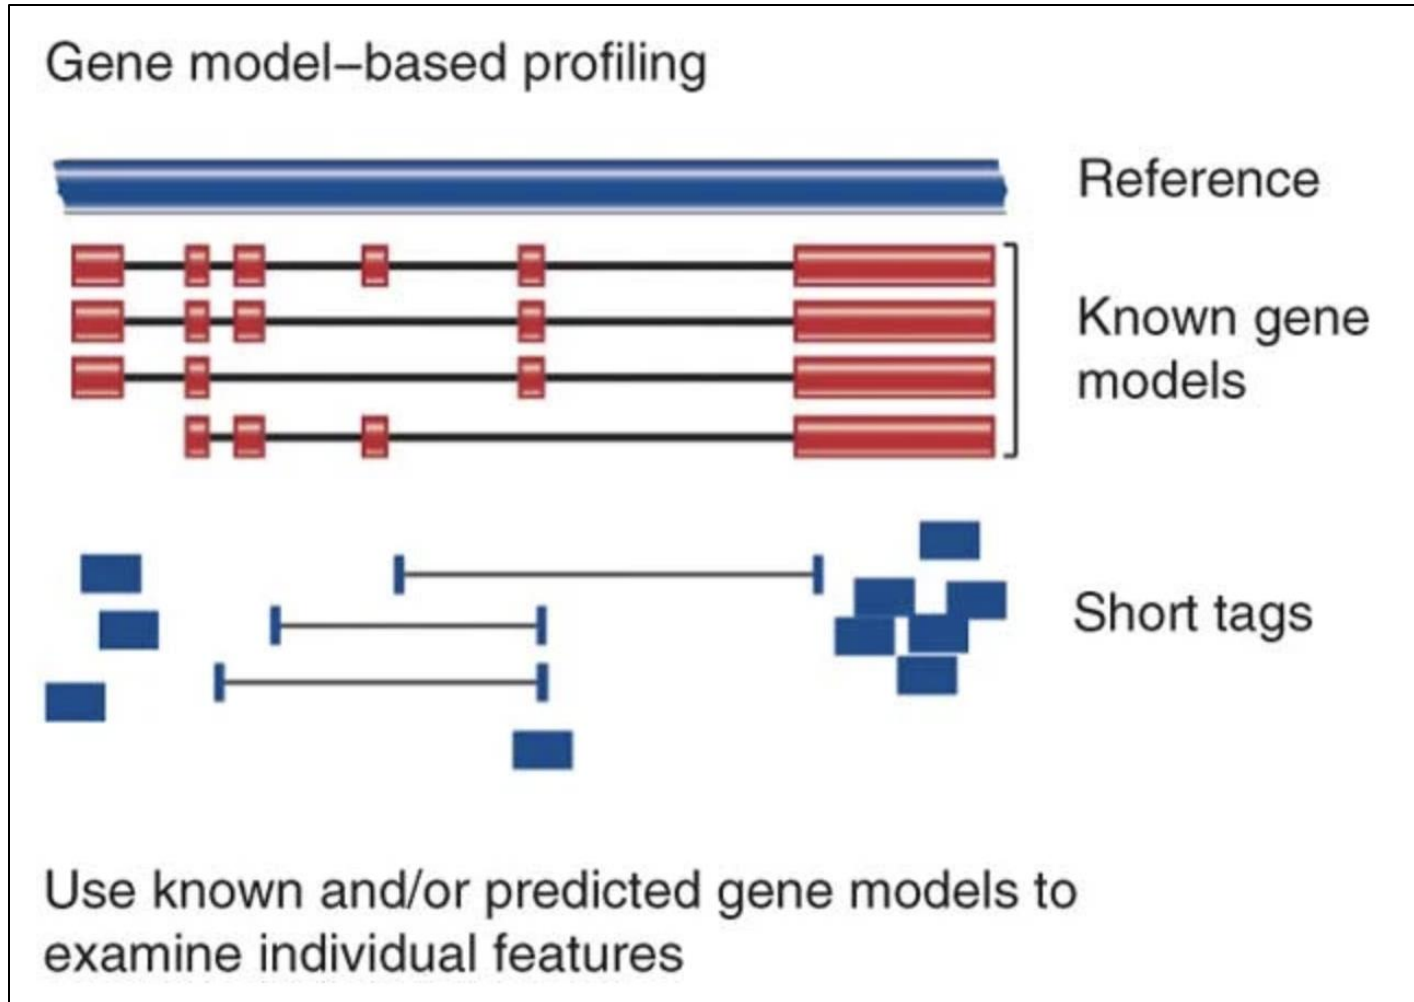 Gene model–based profiling
Reference
Known gene
models
Short tags
Use known and/or predicted gene models to
examine individual features